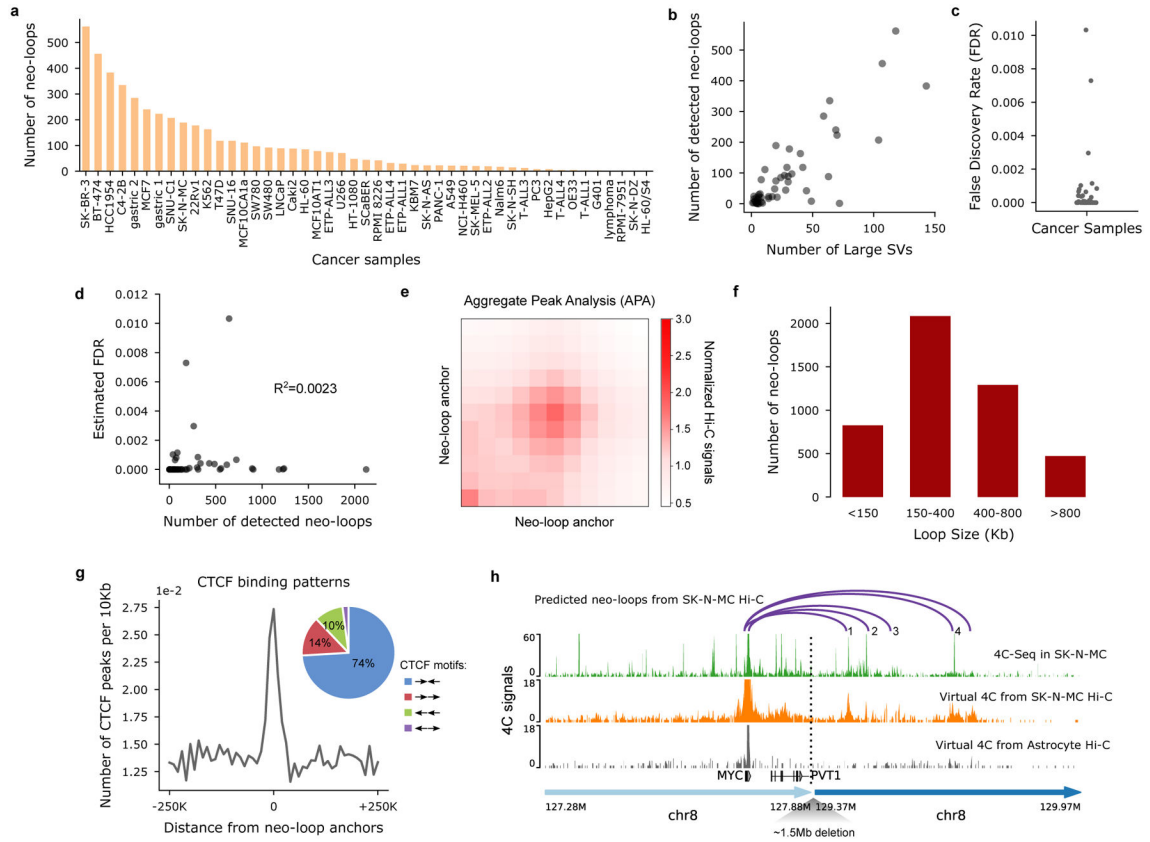 a
Number of neo-loops
500
400
300
200
100
0
SK-BR-3
BT-474
HCC1954
C4-2B
gastric 2
MCF7
gastric 1
SNU-C1
SK-N-MC
22Rv1
K562
T47D
SNU-16
MCF10CA1a
SW780
SW480
LNCaP
Caki2
HL-60
MCF10AT1
ETP-ALL3
U266
HT-1080
SCaBER
RPMI 8226
ETP-ALL4
ETP-ALL1
KBM7
SK-N-AS
PANC-1
A549
NCI-H460
SK-MEL-5
ETP-ALL2
Nalm6
SK-N-SH
T-ALL3
PC3
HepG2
T-ALL4
OE33
T-ALL1
G401
lymphoma
RPMI-7951
SK-N-DZ
HL-60/S4
Cancer samples
b
Number of detected neo-loops
500
400
300
200
100
0
0 50 100 150
Number of Large SVs
c
False Discovery Rate (FDR)
0.010
0.008
0.006
0.004
0.002
0.000
Cancer Samples
d
Estimated FDR
0.012
0.010
0.008
0.006
0.004
0.002
0.000
R²=0.0023
0 500 1000 1500 2000
Number of detected neo-loops
e
Aggregate Peak Analysis (APA)
Neo-loop anchor
Neo-loop anchor
3.0
2.5
2.0
1.5
1.0
0.5
Normalized Hi-C signals
f
Number of neo-loops
2000
1500
1000
500
0
<150 150-400 400-800 >800
Loop Size (Kb)
g
CTCF binding patterns
Number of CTCF peaks per 10Kb
1e-2
2.75
2.50
2.25
2.00
1.75
1.50
1.25
-250K 0 +250K
Distance from neo-loop anchors
10%
14%
74%
CTCF motifs:
h
Predicted neo-loops from SK-N-MC Hi-C
1 2 3 4
4C signals
60
0
4C-Seq in SK-N-MC
18
0
Virtual 4C from SK-N-MC Hi-C
18
0
Virtual 4C from Astrocyte Hi-C
MYC PVT1
127.28M 127.88M 129.37M 129.97M
chr8 chr8
~1.5Mb deletion